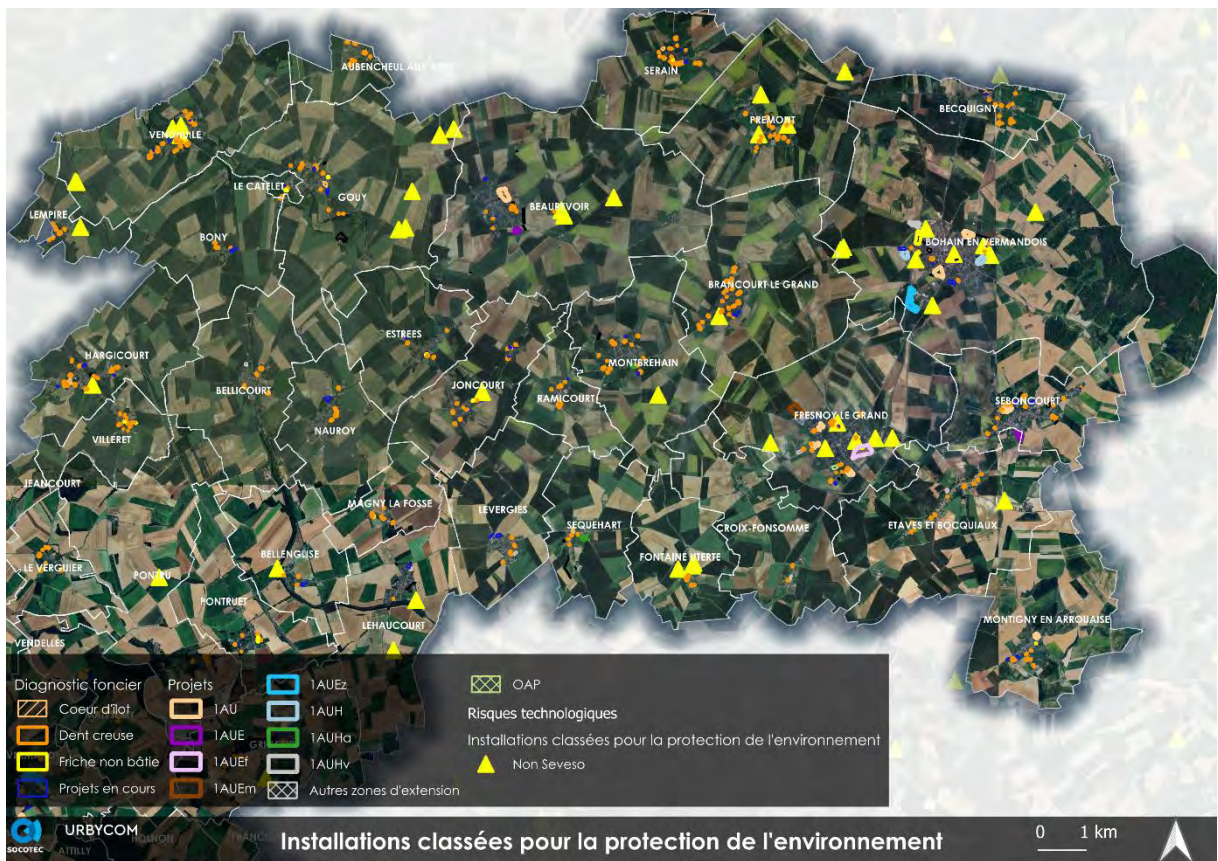 AUBENCHEUL AUX
SERAIN
BECQUIGNY
VENDHUILE
PREMONT
LE CATELET
GOUY
BEAUREVOIR
LEMPIRE
BONY
BOHAIN EN VERMANDOIS
BRANCOURT LE GRAND
ESTREES
HARGICOURT
MONTBREHAIN
BELLICOURT
JONCOURT
RAMICOURT
SEBONCOURT
FRESNOY LE GRAND
VILLERET
NAUROY
JEANCOURT
MAGNY LA FOSSE
LEVERGIES
SEQUEHART
CROIX-FONSOMME
ETAVES ET BOCQUIAUX
BELLENGLISE
FONTAINE UTERTE
LE VERGUIER
PONTRU
PONTRUET
LEHAUCOURT
MONTIGNY EN ARROUAISE
VENDELLES
Diagnostic foncier
Coeur d'îlot
Dent creuse
Friche non bâtie
Projets en cours
Projets
1AU
1AUE
1AUEf
1AUEm
1AUEz
1AUH
1AUHa
1AUHv
Autres zones d'extension
OAP
Risques technologiques
Installations classées pour la protection de l'environnement
Non Seveso
SOCOTEC
URBYCOM
ATTILLY
HOLNON
Installations classées pour la protection de l'environnement
0 1 km